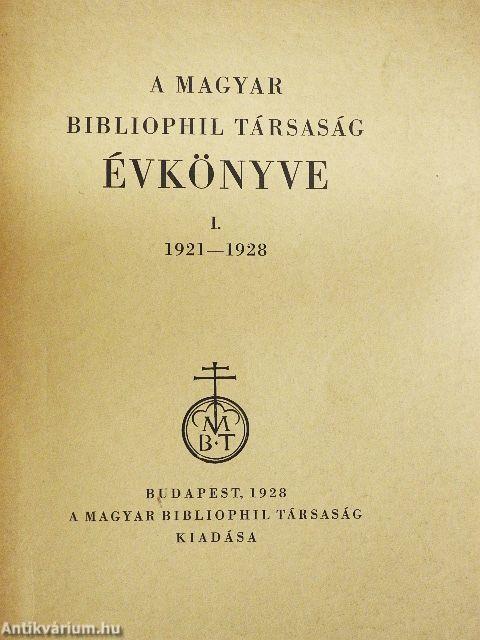 A MAGYAR
BIBLIOPHIL TÁRSASÁG
ÉVKÖNYVE
I.
1921—1928
M
B·T
BUDAPEST, 1928
A MAGYAR BIBLIOPHIL TÁRSASÁG
KIADÁSA
Antikvárium.hu